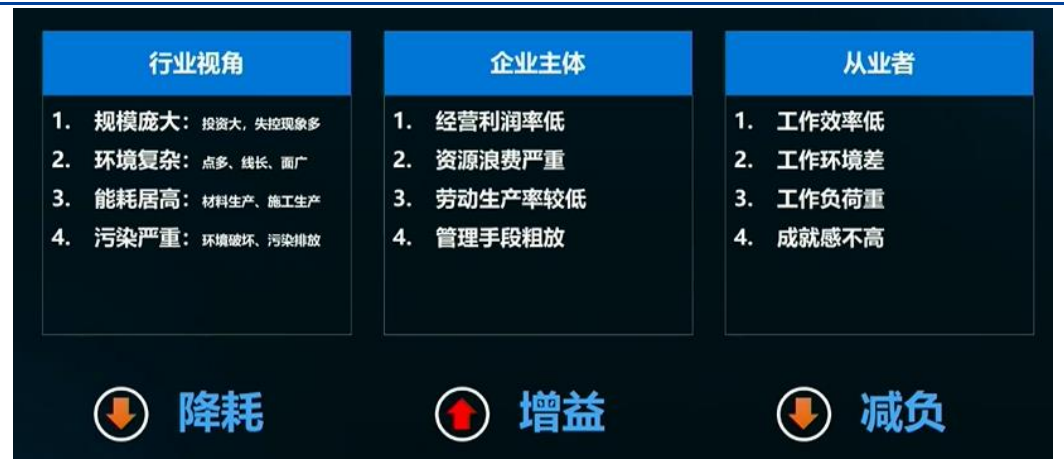 行业视角
1. 规模庞大：投资大，失控现象多
2. 环境复杂：点多、线长、面广
3. 能耗居高：材料生产、施工生产
4. 污染严重：环境破坏、污染排放
降耗
企业主体
1. 经营利润率低
2. 资源浪费严重
3. 劳动生产率较低
4. 管理手段粗放
增益
从业者
1. 工作效率低
2. 工作环境差
3. 工作负荷重
4. 成就感不高
减负